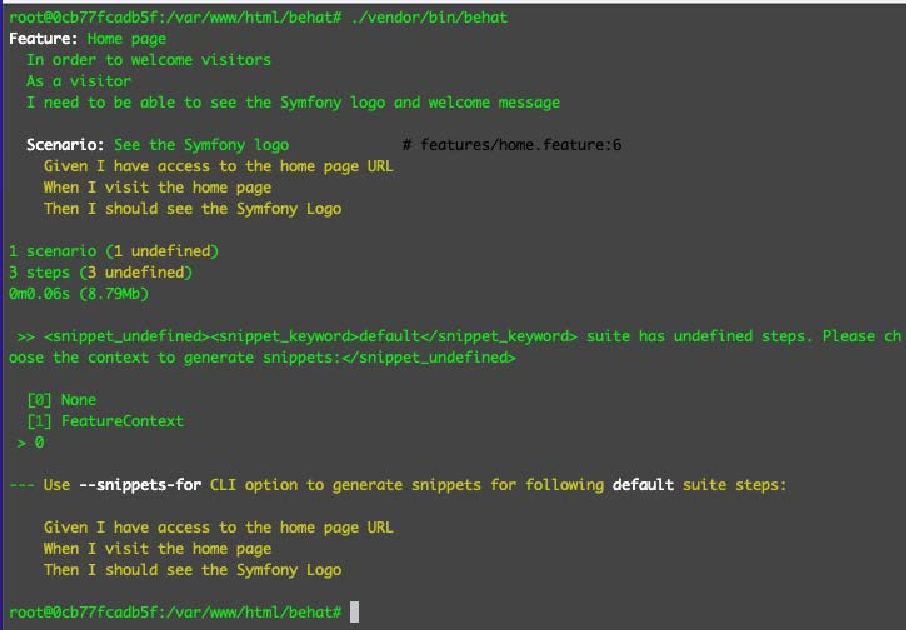 root@0cb77fcadb5f:/var/www/html/behat# ./vendor/bin/behat
Feature: Home page
In order to welcome visitors
As a visitor
I need to be able to see the Symfony logo and welcome message
Scenario: See the Symfony logo # features/home.feature:6
Given I have access to the home page URL
When I visit the home page
Then I should see the Symfony Logo
1 scenario (1 undefined)
3 steps (3 undefined)
0m0.06s (8.79Mb)
>> <snippet_undefined><snippet_keyword>default</snippet_keyword> suite has undefined steps. Please ch
oose the context to generate snippets:</snippet_undefined>
[0] None
[1] FeatureContext
> 0
--- Use --snippets-for CLI option to generate snippets for following default suite steps:
Given I have access to the home page URL
When I visit the home page
Then I should see the Symfony Logo
root@0cb77fcadb5f:/var/www/html/behat#